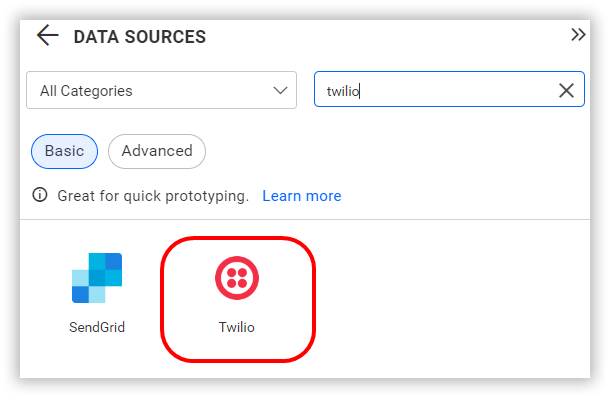 DATA SOURCES
All Categories
twilio
Basic
Advanced
Great for quick prototyping. Learn more
SendGrid
Twilio